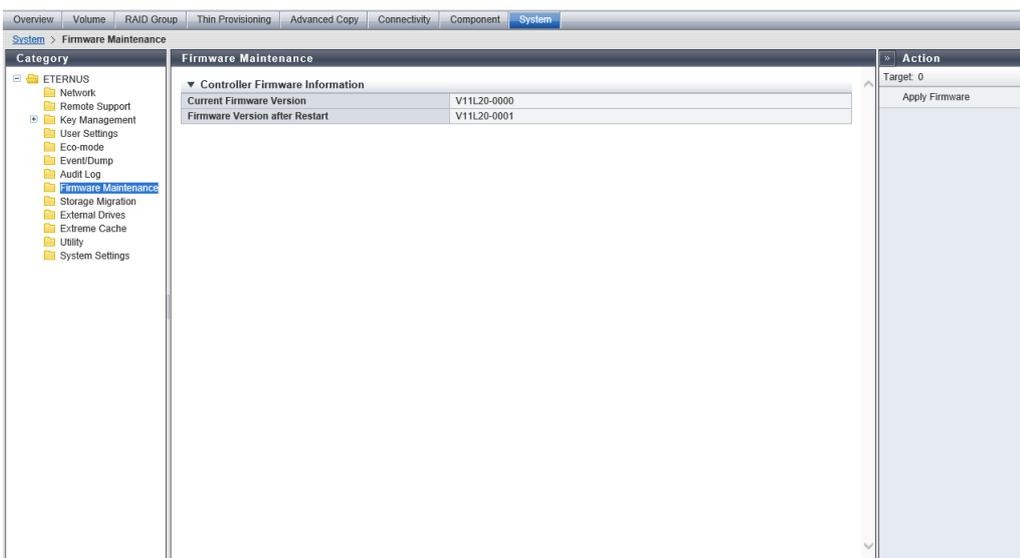 Overview Volume RAID Group Thin Provisioning Advanced Copy Connectivity Component System
System > Firmware Maintenance
Category
ETERNUS
Network
Remote Support
Key Management
User Settings
Eco-mode
Event/Dump
Audit Log
Firmware Maintenance
Storage Migration
External Drives
Extreme Cache
Utility
System Settings
Firmware Maintenance
Controller Firmware Information
Current Firmware Version V11L20-0000
Firmware Version after Restart V11L20-0001
» Action
Target: 0
Apply Firmware